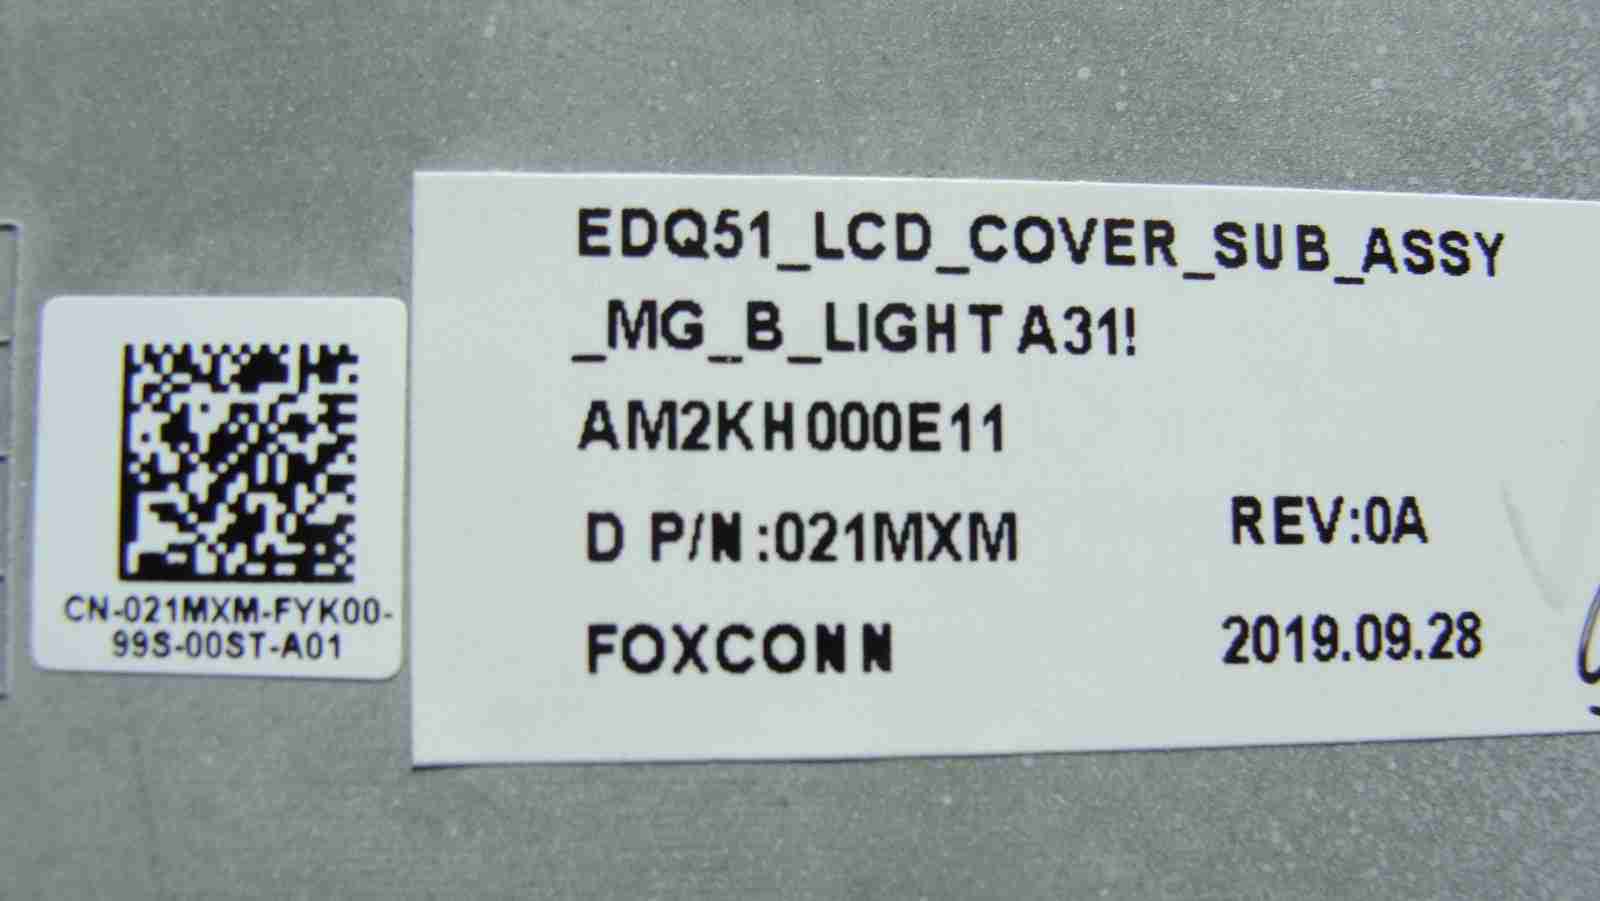 EDQ51_LCD_COVER_SUB_ASSY
_MG_B_LIGHT A31!
AM2KH000E11
D P/N:021MXM REV:0A
FOXCONN 2019.09.28
CN-021MXM-FYK00-
99S-00ST-A01